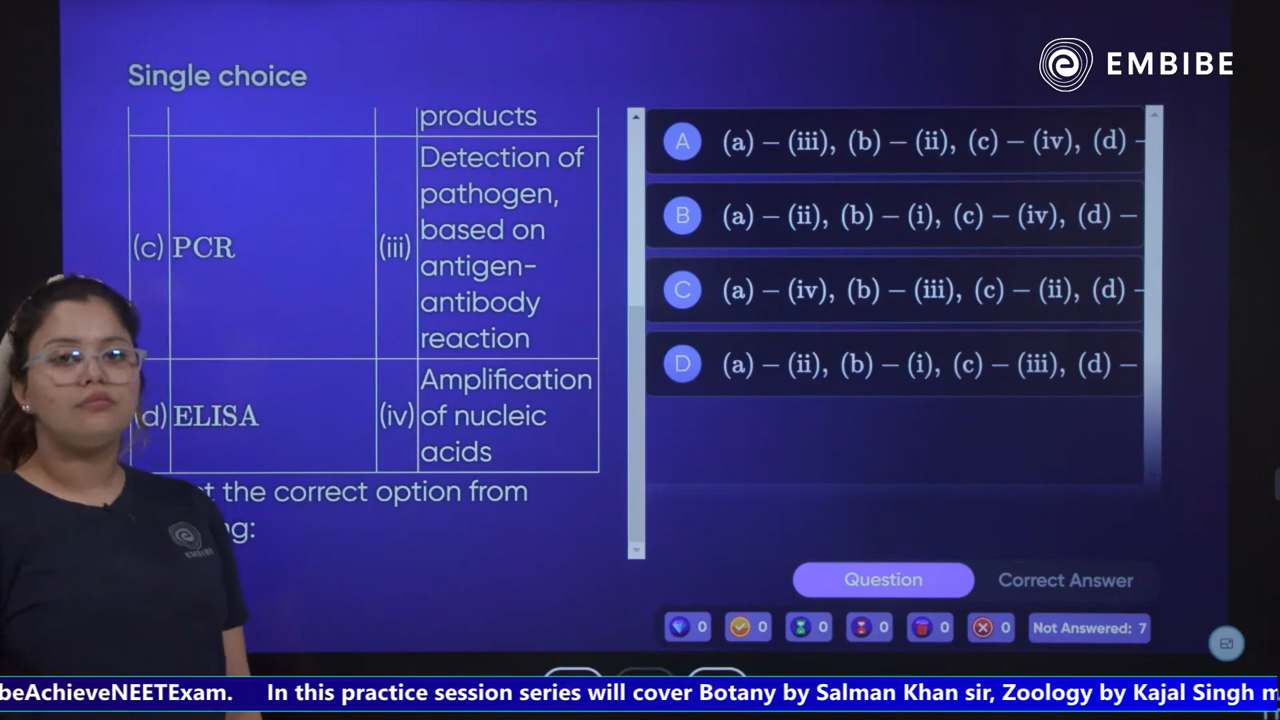 EMBIBE
Single choice
products
(c) PCR (iii) Detection of
pathogen,
based on
antigen-
antibody
reaction
(d) ELISA (iv) Amplification
of nucleic
acids
the correct option from
A (a) – (iii), (b) – (ii), (c) – (iv), (d) –
B (a) – (ii), (b) – (i), (c) – (iv), (d) –
C (a) – (iv), (b) – (iii), (c) – (ii), (d) –
D (a) – (ii), (b) – (i), (c) – (iii), (d) –
Question Correct Answer
0 0 0 0 0 0 Not Answered: 7
EMBIBE
beAchieveNEETExam. In this practice session series will cover Botany by Salman Khan sir, Zoology by Kajal Singh m